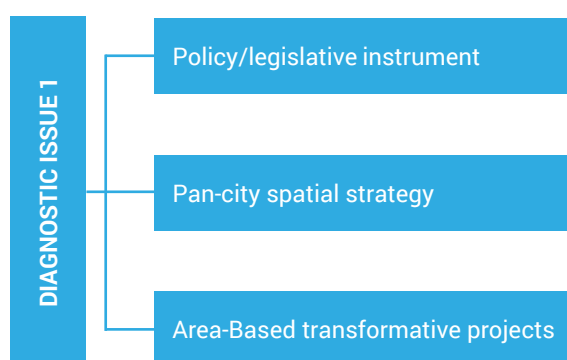 DIAGNOSTIC ISSUE 1
Policy/legislative instrument
Pan-city spatial strategy
Area-Based transformative projects